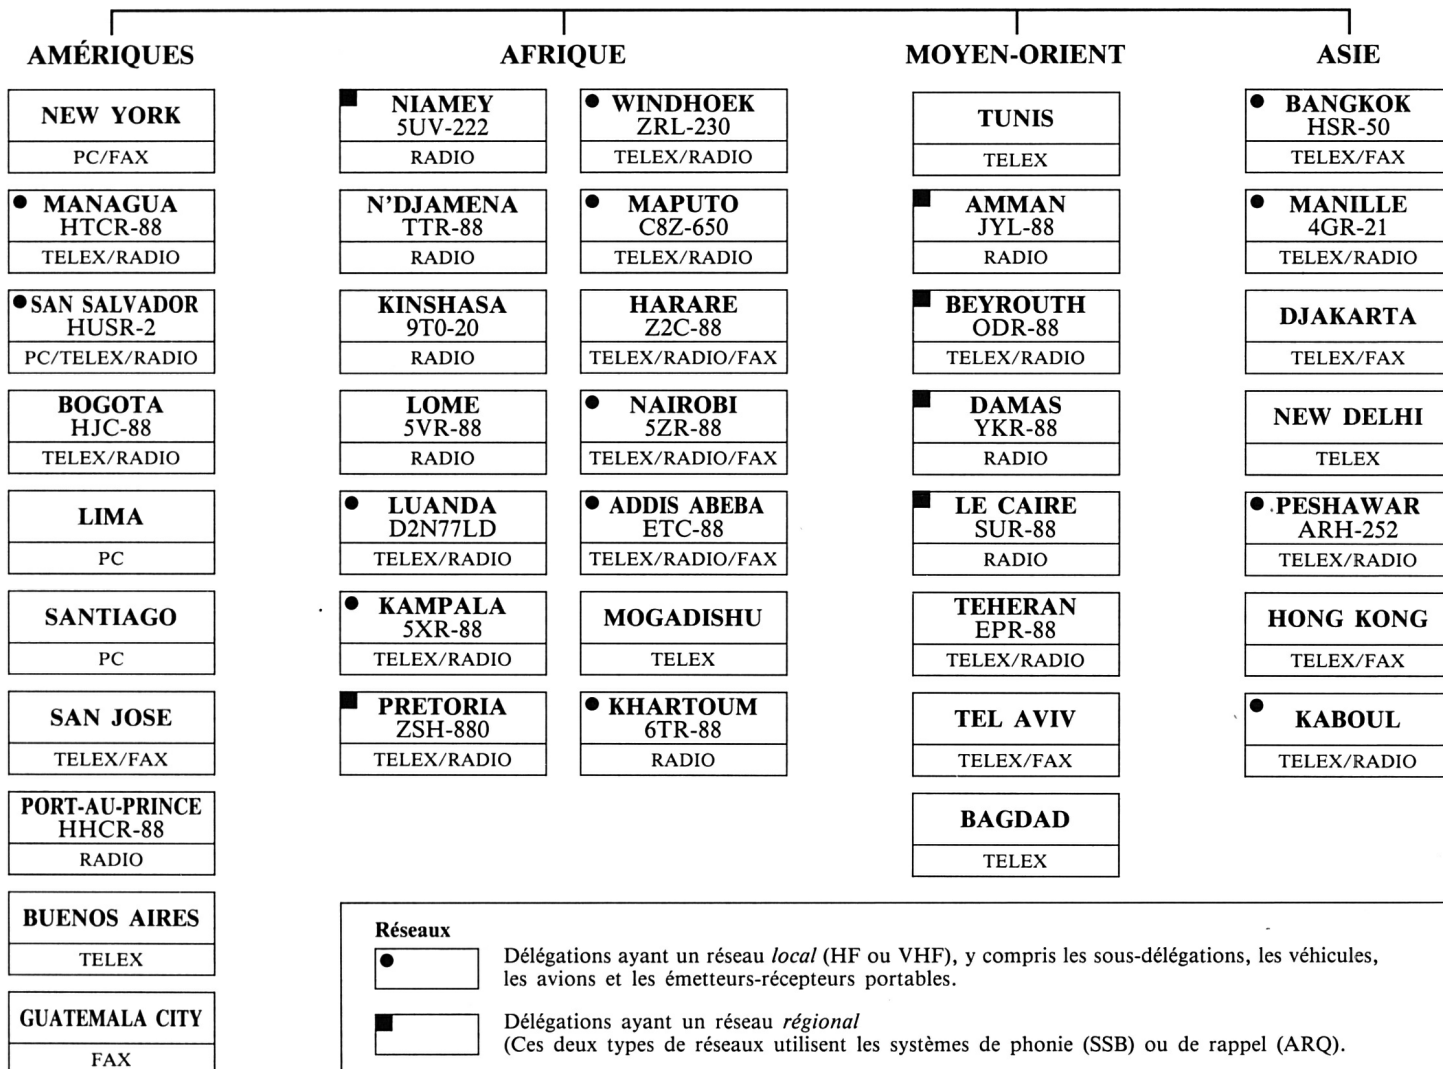 AMÉRIQUES
NEW YORK
PC/FAX
MANAGUA
HTCR-88
TELEX/RADIO
SAN SALVADOR
HUSR-2
PC/TELEX/RADIO
BOGOTA
HJC-88
TELEX/RADIO
LIMA
PC
SANTIAGO
PC
SAN JOSE
TELEX/FAX
PORT-AU-PRINCE
HHCR-88
RADIO
BUENOS AIRES
TELEX
GUATEMALA CITY
FAX
AFRIQUE
NIAMEY
5UV-222
RADIO
N'DJAMENA
TTR-88
RADIO
KINSHASA
9T0-20
RADIO
LOME
5VR-88
RADIO
LUANDA
D2N77LD
TELEX/RADIO
KAMPALA
5XR-88
TELEX/RADIO
PRETORIA
ZSH-880
TELEX/RADIO
WINDHOEK
ZRL-230
TELEX/RADIO
MAPUTO
C8Z-650
TELEX/RADIO
HARARE
Z2C-88
TELEX/RADIO/FAX
NAIROBI
5ZR-88
TELEX/RADIO/FAX
ADDIS ABEBA
ETC-88
TELEX/RADIO/FAX
MOGADISHU
TELEX
KHARTOUM
6TR-88
RADIO
MOYEN-ORIENT
TUNIS
TELEX
AMMAN
JYL-88
RADIO
BEYROUTH
ODR-88
TELEX/RADIO
DAMAS
YKR-88
RADIO
LE CAIRE
SUR-88
RADIO
TEHERAN
EPR-88
TELEX/RADIO
TEL AVIV
TELEX/FAX
BAGDAD
TELEX
ASIE
BANGKOK
HSR-50
TELEX/FAX
MANILLE
4GR-21
TELEX/RADIO
DJAKARTA
TELEX/FAX
NEW DELHI
TELEX
PESHAWAR
ARH-252
TELEX/RADIO
HONG KONG
TELEX/FAX
KABOUL
TELEX/RADIO
Réseaux
Délégations ayant un réseau local (HF ou VHF), y compris les sous-délégations, les véhicules,
les avions et les émetteurs-récepteurs portables.
Délégations ayant un réseau régional
(Ces deux types de réseaux utilisent les systèmes de phonie (SSB) ou de rappel (ARQ).